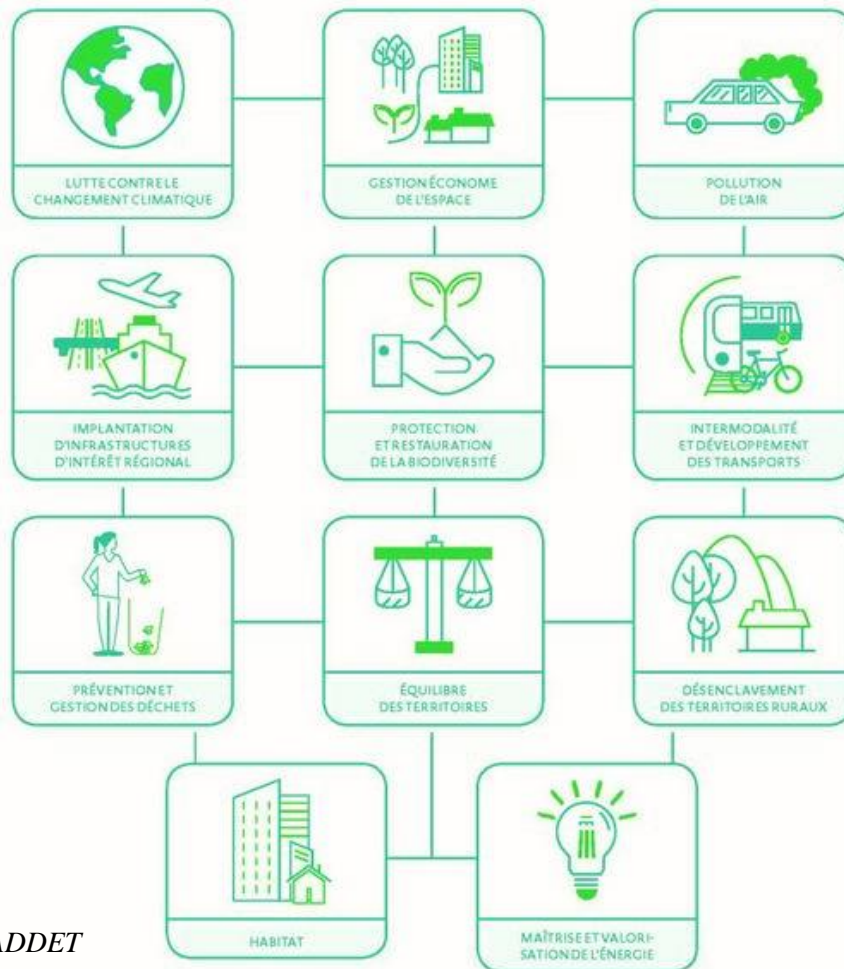 LUTTE CONTRE LE
CHANGEMENT CLIMATIQUE
GESTION ÉCONOME
DE L'ESPACE
POLLUTION
DE L'AIR
IMPLANTATION
D'INFRASTRUCTURES
D'INTÉRÊT RÉGIONAL
PROTECTION
ET RESTAURATION
DE LA BIODIVERSITÉ
INTERMODALITÉ
ET DÉVELOPPEMENT
DES TRANSPORTS
PRÉVENTION ET
GESTION DES DÉCHETS
ÉQUILIBRE
DES TERRITOIRES
DÉSENCLAVEMENT
DES TERRITOIRES RURAUX
HABITAT
MAÎTRISE ET VALORI-
SATION DE L'ÉNERGIE